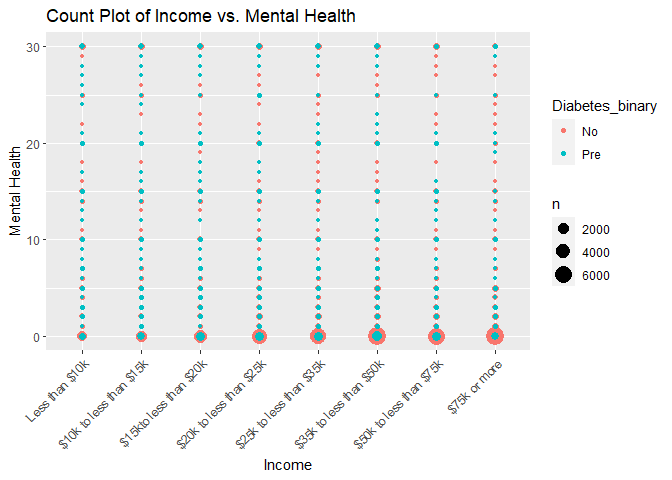 Count Plot of Income vs. Mental Health
30
20
10
0
Mental Health
Less than $10k
$10k to less than $15k
$15kto less than $20k
$20k to less than $25k
$25k to less than $35k
$35k to less than $50k
$50k to less than $75k
$75k or more
Income
Diabetes_binary
No
Pre
n
2000
4000
6000